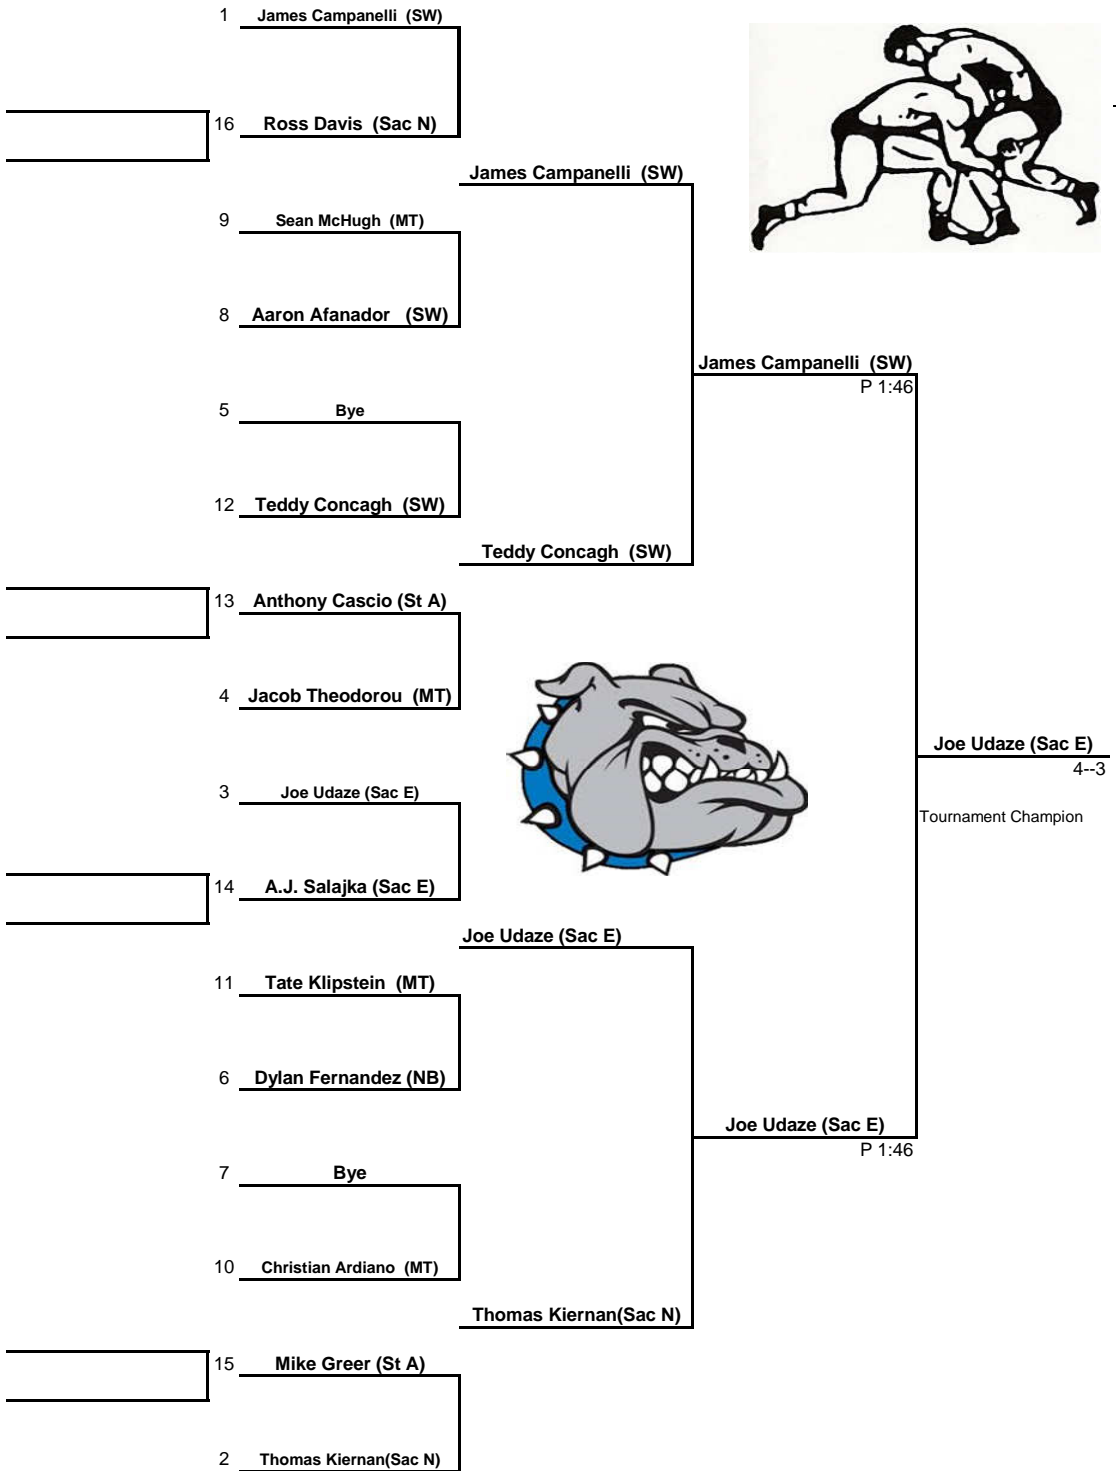 1 James Campanelli (SW)
16 Ross Davis (Sac N)
James Campanelli (SW)
9 Sean McHugh (MT)
8 Aaron Afanador (SW)
James Campanelli (SW)
P 1:46
5 Bye
12 Teddy Concagh (SW)
Teddy Concagh (SW)
13 Anthony Cascio (St A)
4 Jacob Theodorou (MT)
Joe Udaze (Sac E)
4--3
3 Joe Udaze (Sac E)
Tournament Champion
14 A.J. Salajka (Sac E)
Joe Udaze (Sac E)
11 Tate Klipstein (MT)
6 Dylan Fernandez (NB)
Joe Udaze (Sac E)
P 1:46
7 Bye
10 Christian Ardiano (MT)
Thomas Kiernan(Sac N)
15 Mike Greer (St A)
2 Thomas Kiernan(Sac N)